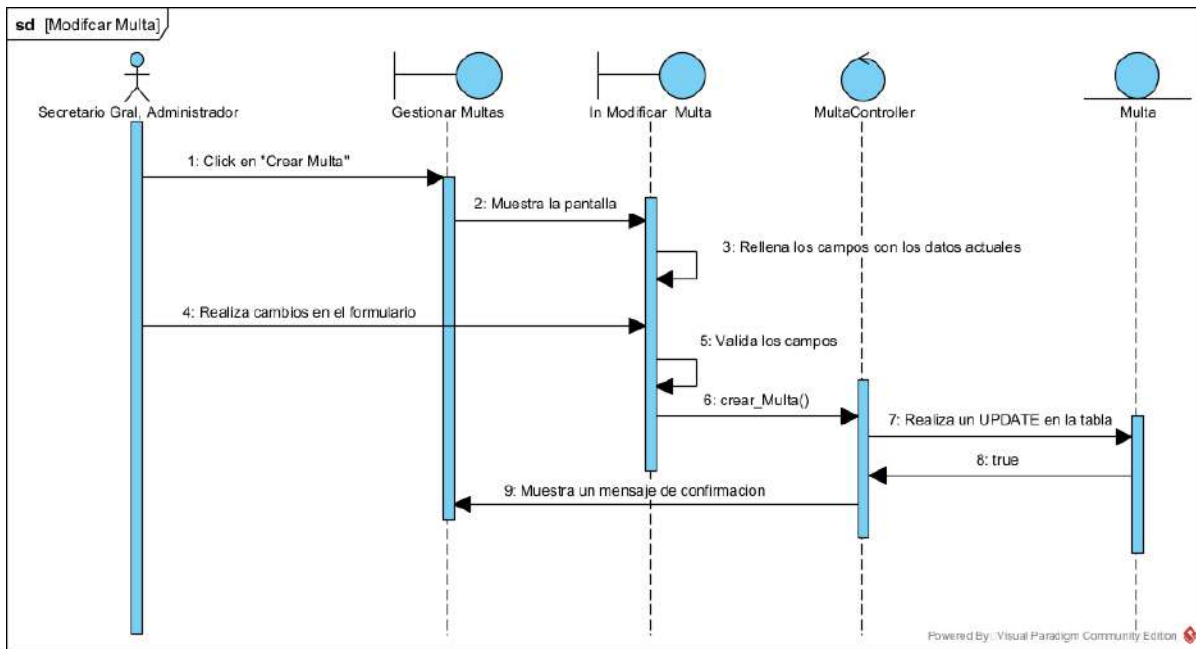 sd [Modifcar Multa]
Secretario Gral, Administrador
Gestionar Multas
In Modificar Multa
MultaController
Multa
1: Click en "Crear Multa"
2: Muestra la pantalla
3: Rellena los campos con los datos actuales
4: Realiza cambios en el formulario
5: Valida los campos
6: crear_Multa()
7: Realiza un UPDATE en la tabla
8: true
9: Muestra un mensaje de confirmacion
Powered By: Visual Paradigm Community Edition